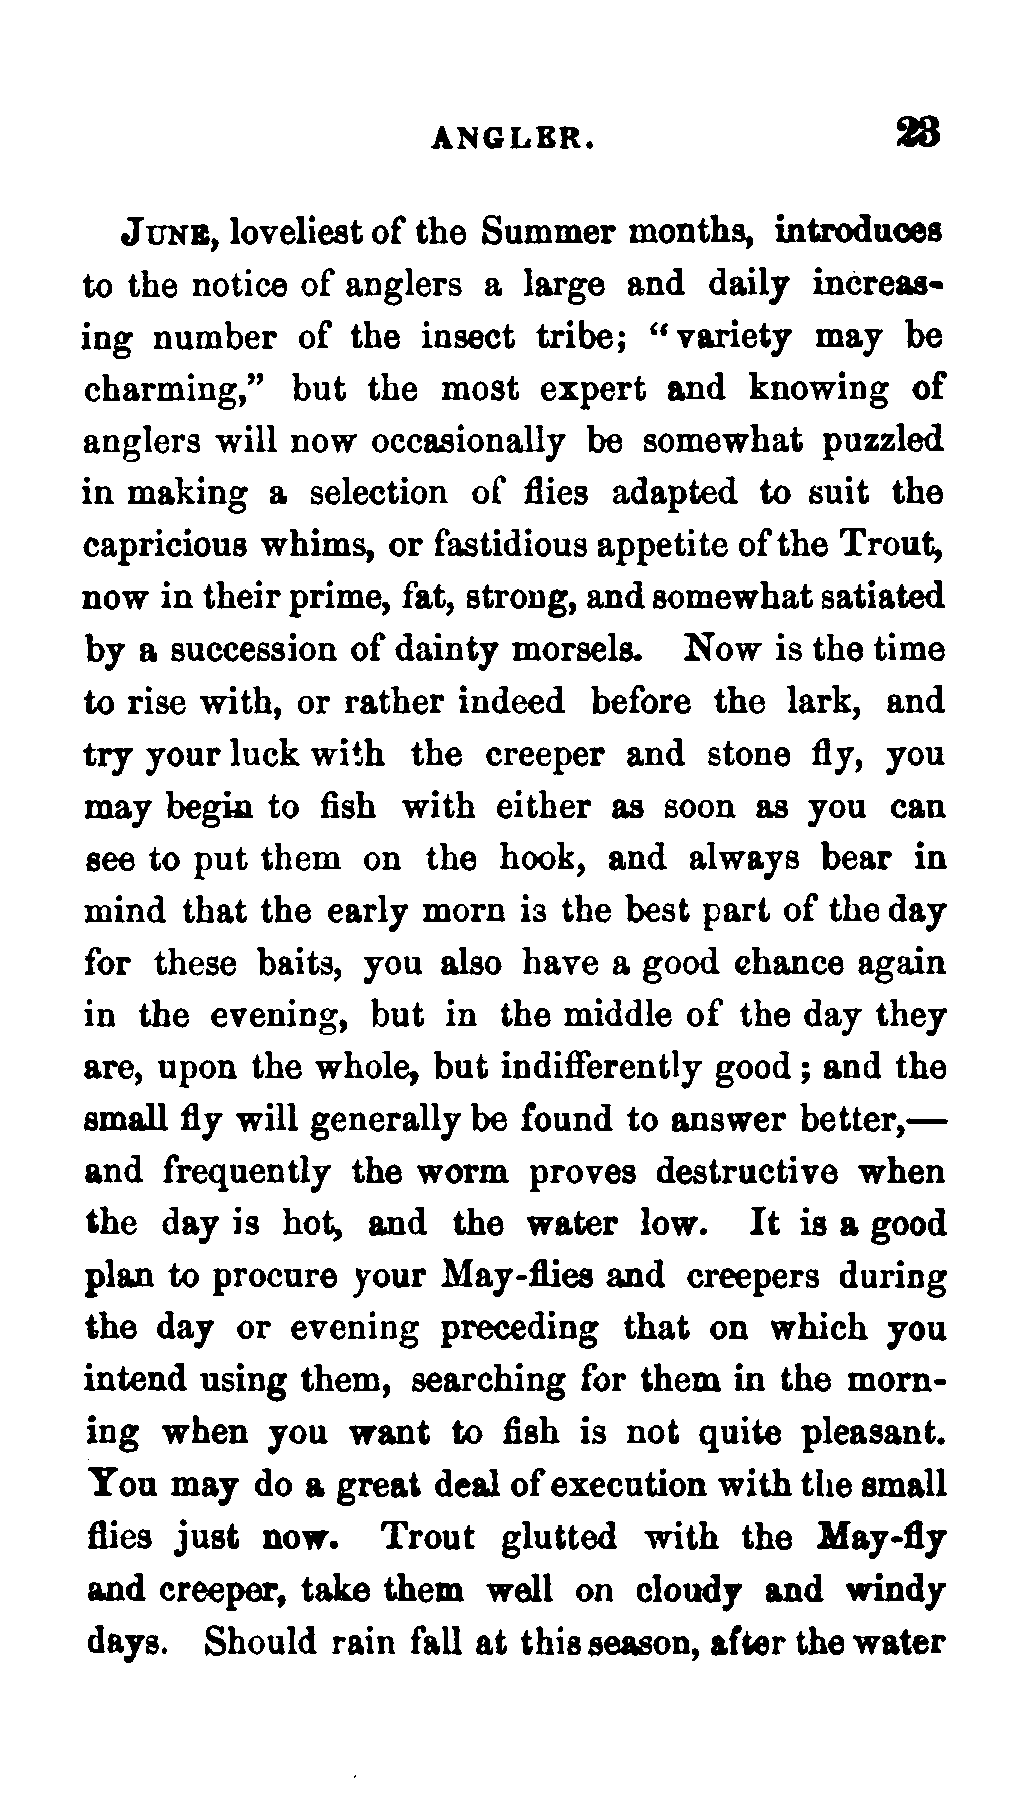 ANGLER. 23
JUNE, loveliest of the Summer months, introduces
to the notice of anglers a large and daily increas-
ing number of the insect tribe; "variety may be
charming," but the most expert and knowing of
anglers will now occasionally be somewhat puzzled
in making a selection of flies adapted to suit the
capricious whims, or fastidious appetite of the Trout,
now in their prime, fat, strong, and somewhat satiated
by a succession of dainty morsels. Now is the time
to rise with, or rather indeed before the lark, and
try your luck with the creeper and stone fly, you
may begin to fish with either as soon as you can
see to put them on the hook, and always bear in
mind that the early morn is the best part of the day
for these baits, you also have a good chance again
in the evening, but in the middle of the day they
are, upon the whole, but indifferently good; and the
small fly will generally be found to answer better,—
and frequently the worm proves destructive when
the day is hot, and the water low. It is a good
plan to procure your May-flies and creepers during
the day or evening preceding that on which you
intend using them, searching for them in the morn-
ing when you want to fish is not quite pleasant.
You may do a great deal of execution with the small
flies just now. Trout glutted with the May-fly
and creeper, take them well on cloudy and windy
days. Should rain fall at this season, after the water